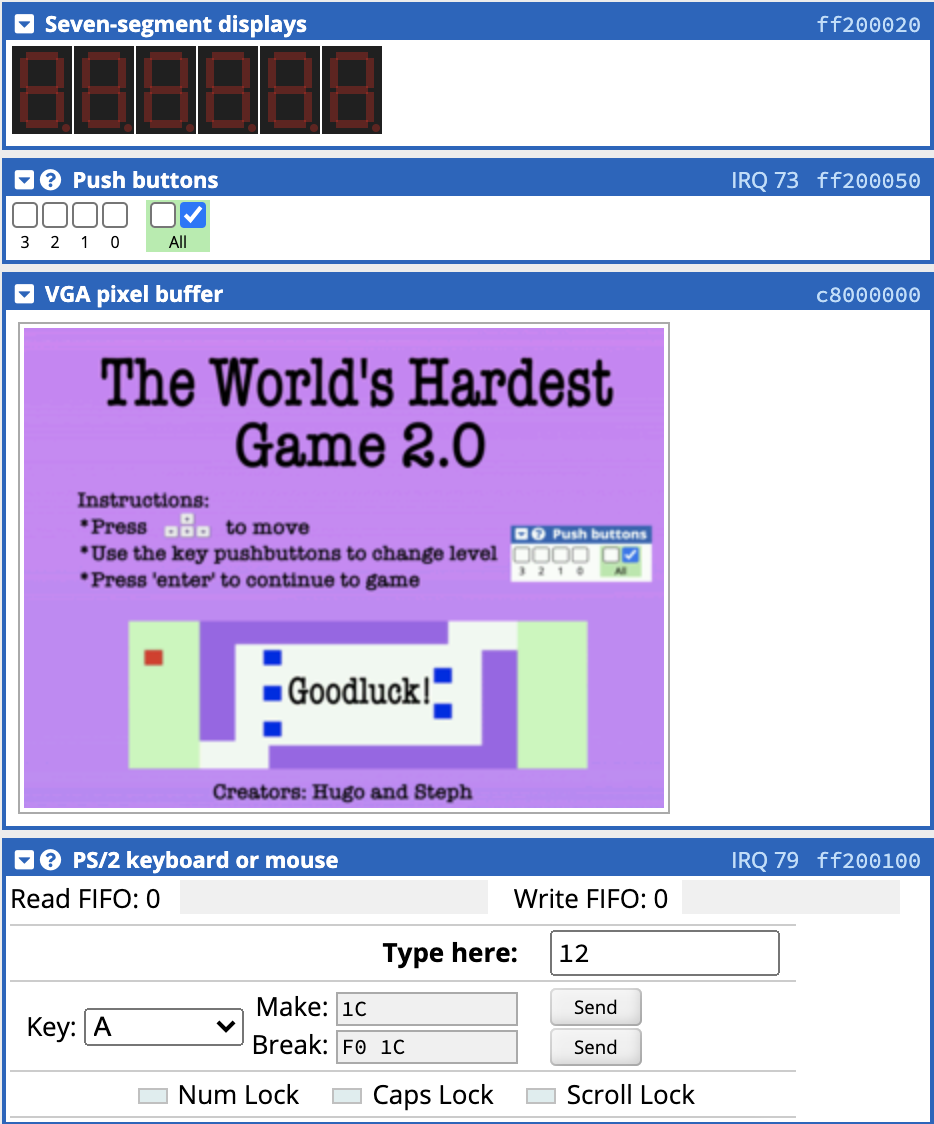 Seven-segment displays ff200020
Push buttons IRQ 73 ff200050
3 2 1 0 All
VGA pixel buffer c8000000
The World's Hardest
Game 2.0
Instructions:
*Press to move
*Use the key pushbuttons to change level
*Press 'enter' to continue to game
Push buttons
3 2 1 0 All
Goodluck!
Creators: Hugo and Steph
PS/2 keyboard or mouse IRQ 79 ff200100
Read FIFO: 0 Write FIFO: 0
Type here: 12
Key: A Make: 1C Send
Break: F0 1C Send
Num Lock Caps Lock Scroll Lock